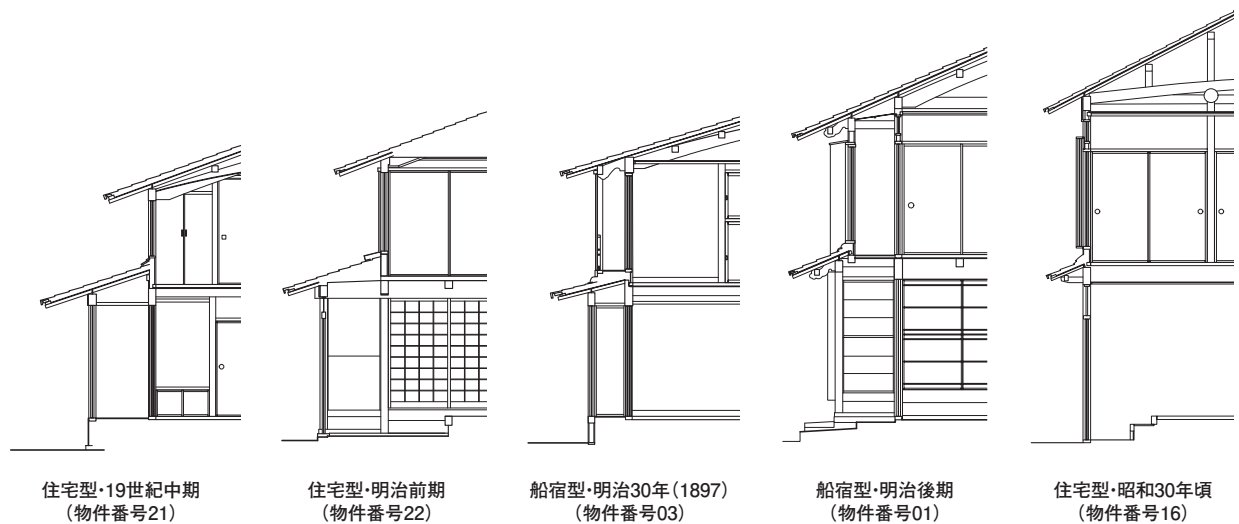 住宅型・19世紀中期
（物件番号21）
住宅型・明治前期
（物件番号22）
船宿型・明治30年（1897）
（物件番号03）
船宿型・明治後期
（物件番号01）
住宅型・昭和30年頃
（物件番号16）